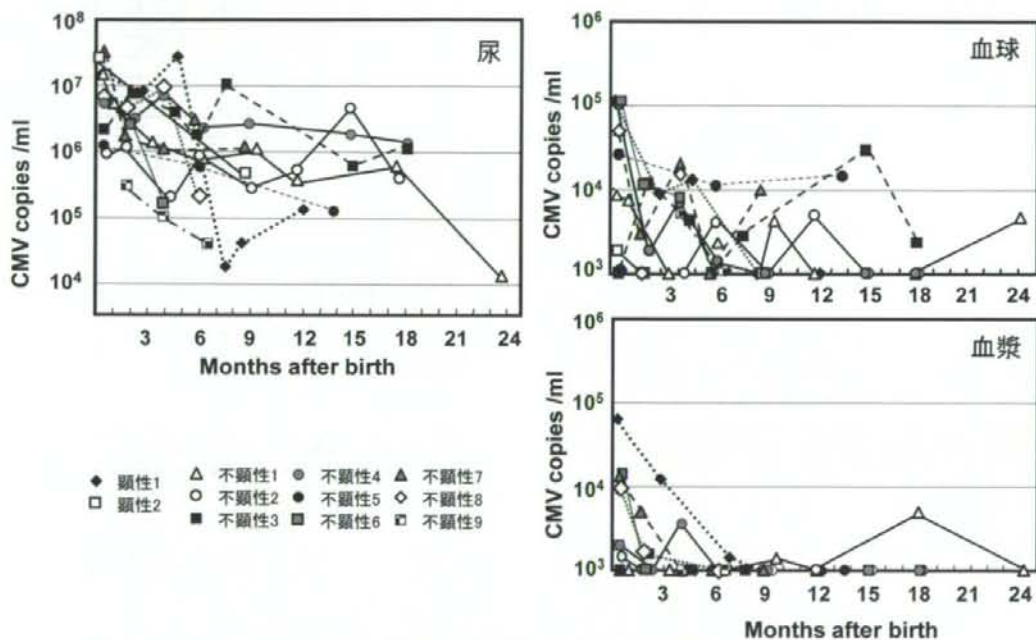 尿
CMV copies /ml
10⁸
10⁷
10⁶
10⁵
10⁴
3 6 9 12 15 18 21 24
Months after birth
血球
CMV copies /ml
10⁶
10⁵
10⁴
10³
3 6 9 12 15 18 21 24
血漿
CMV copies /ml
10⁶
10⁵
10⁴
10³
3 6 9 12 15 18 21 24
Months after birth
顕性1 不顕性1 不顕性4 不顕性7
顕性2 不顕性2 不顕性5 不顕性8
不顕性3 不顕性6 不顕性9